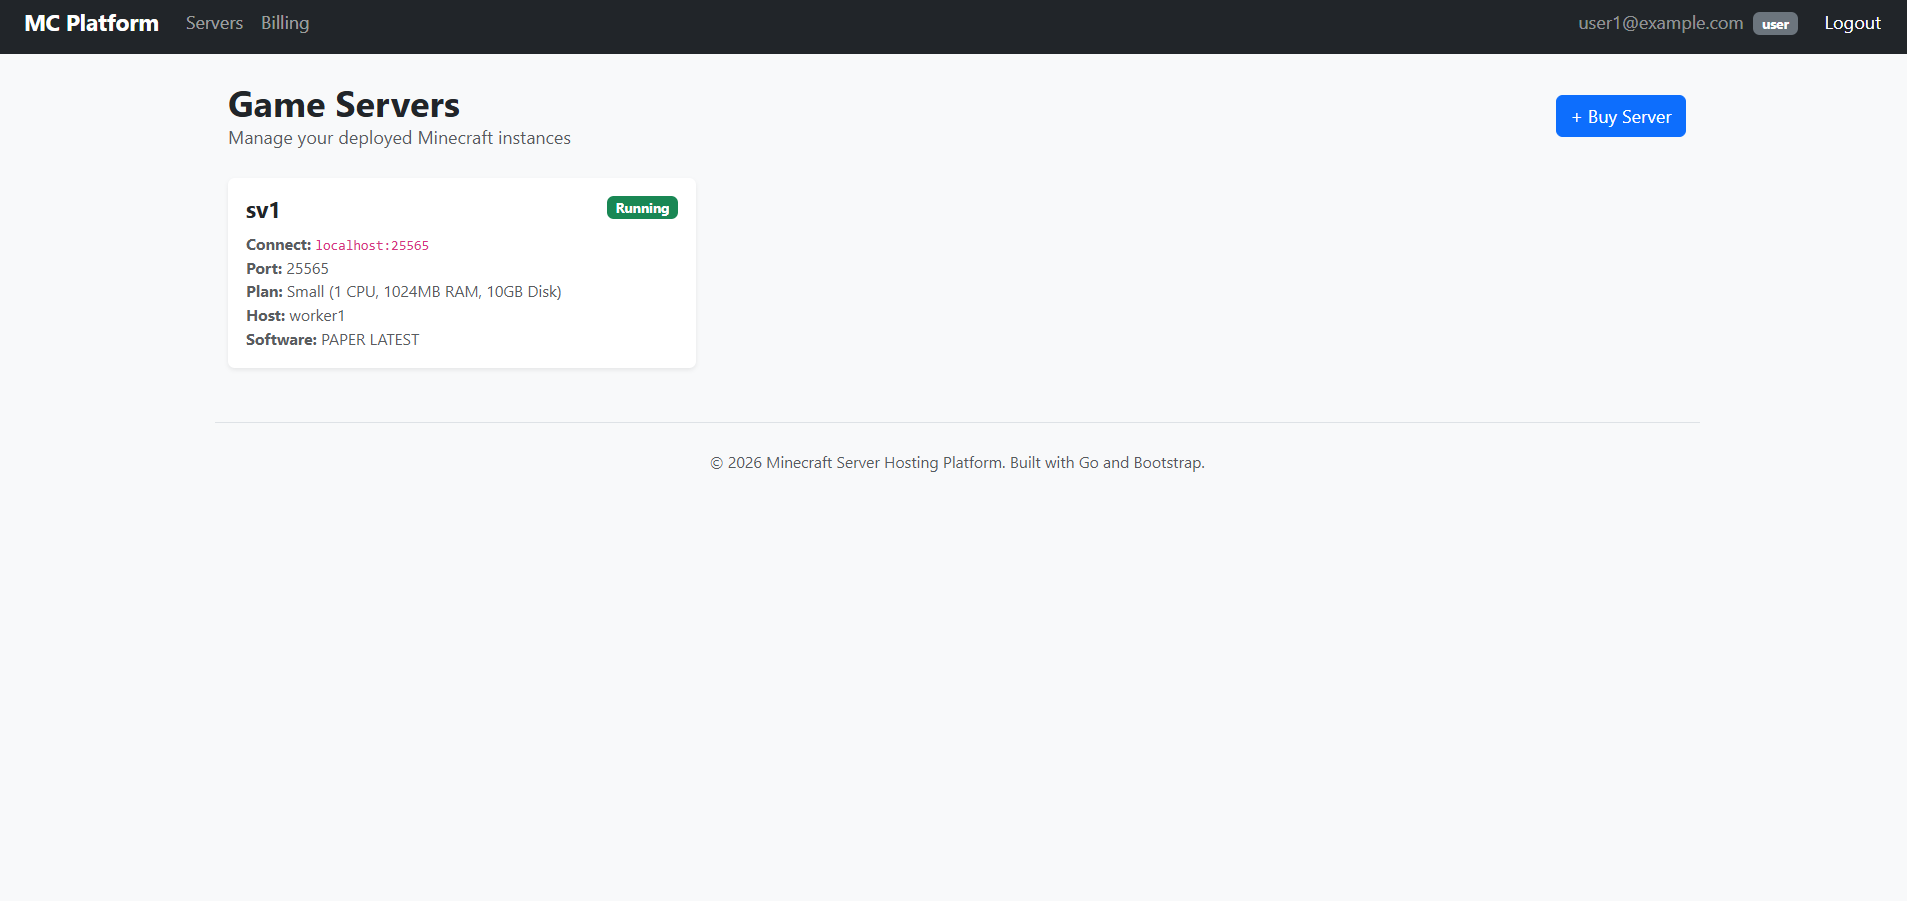 MC Platform Servers Billing user1@example.com user Logout
Game Servers
Manage your deployed Minecraft instances
+ Buy Server
sv1 Running
Connect: localhost:25565
Port: 25565
Plan: Small (1 CPU, 1024MB RAM, 10GB Disk)
Host: worker1
Software: PAPER LATEST
© 2026 Minecraft Server Hosting Platform. Built with Go and Bootstrap.